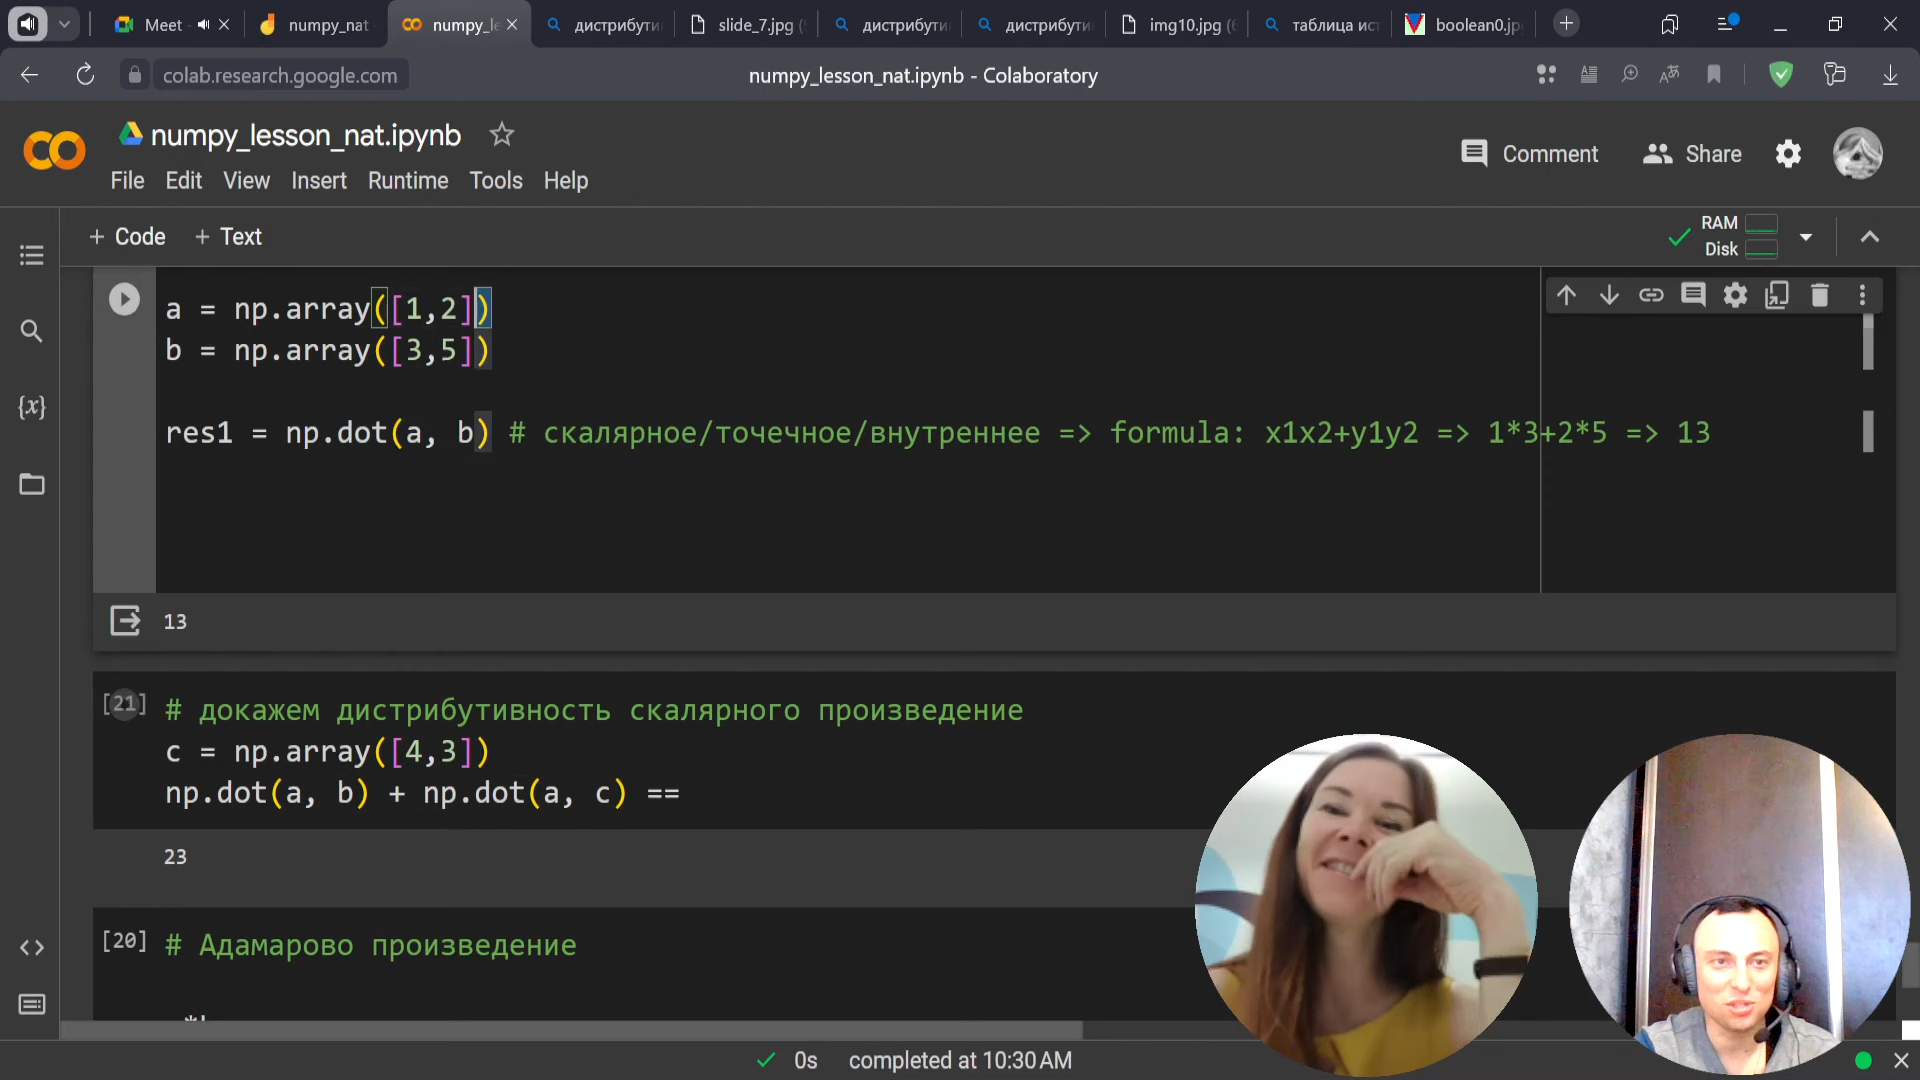 Meet -
numpy_nat
numpy_le
дистрибути
slide_7.jpg (
дистрибути
дистрибути
img10.jpg (6
таблица ис
boolean0.jp
colab.research.google.com
numpy_lesson_nat.ipynb - Colaboratory
numpy_lesson_nat.ipynb
Comment
Share
File Edit View Insert Runtime Tools Help
+ Code + Text
RAM
Disk
a = np.array([1,2])
b = np.array([3,5])
res1 = np.dot(a, b) # скалярное/точечное/внутреннее => formula: x1x2+y1y2 => 1*3+2*5 => 13
13
[21]
# докажем дистрибутивность скалярного произведение
c = np.array([4,3])
np.dot(a, b) + np.dot(a, c) ==
23
[20] # Адамарово произведение
0s completed at 10:30 AM